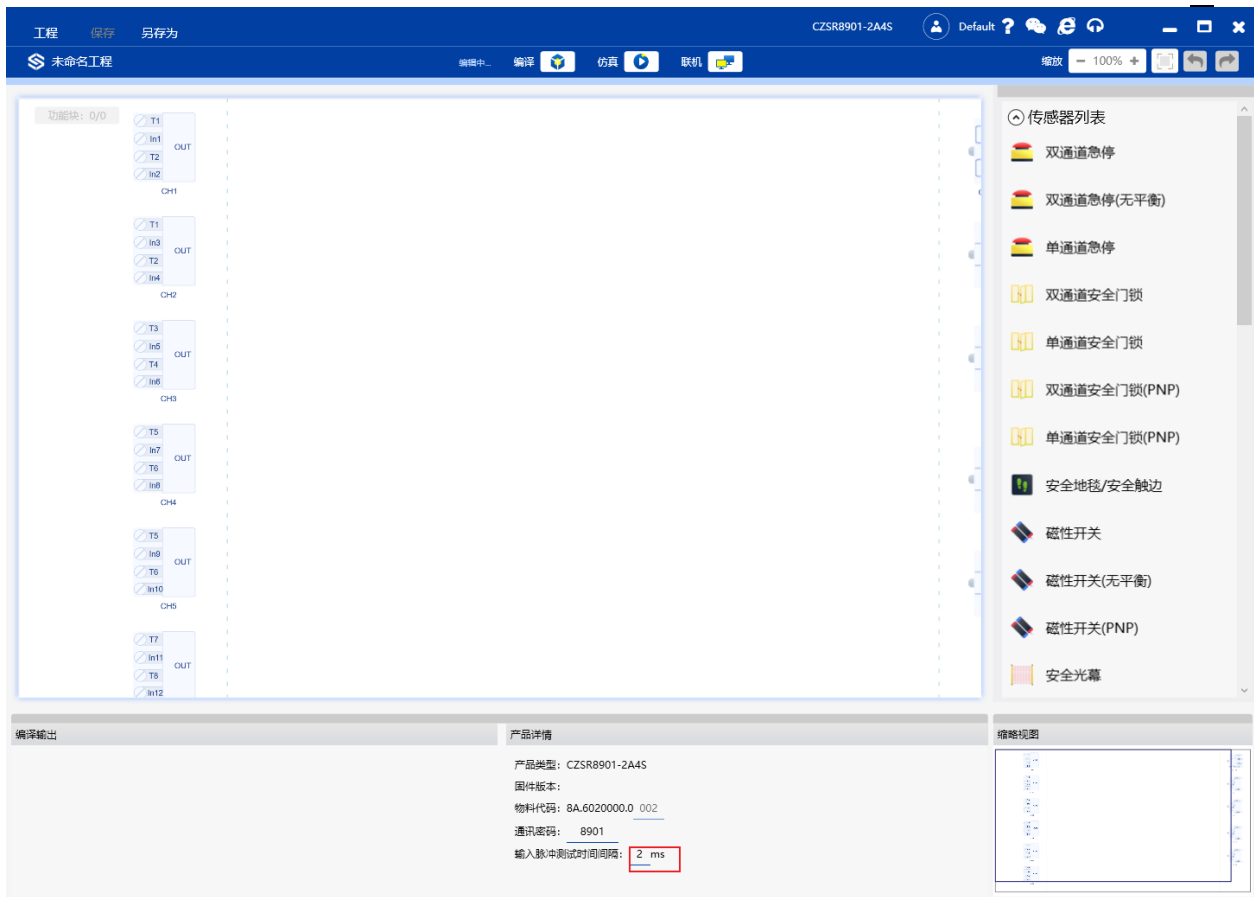 工程 保存 另存为 CZSR8901-2A4S Default
未命名工程 编辑中... 编译 仿真 联机 缩放 - 100% +
功能块：0/0
T1
In1
OUT
T2
In2
CH1
T1
In3
OUT
T2
In4
CH2
T3
In5
OUT
T4
In6
CH3
T5
In7
OUT
T6
In8
CH4
T5
In9
OUT
T6
In10
CH5
T7
In11
OUT
T8
In12
传感器列表
双通道急停
双通道急停(无平衡)
单通道急停
双通道安全门锁
单通道安全门锁
双通道安全门锁(PNP)
单通道安全门锁(PNP)
安全地毯/安全触边
磁性开关
磁性开关(无平衡)
磁性开关(PNP)
安全光幕
编译输出
产品详情
产品类型：CZSR8901-2A4S
固件版本：
物料代码：8A.6020000.0 002
通讯密码： 8901
输入脉冲测试时间间隔： 2 ms
缩略视图